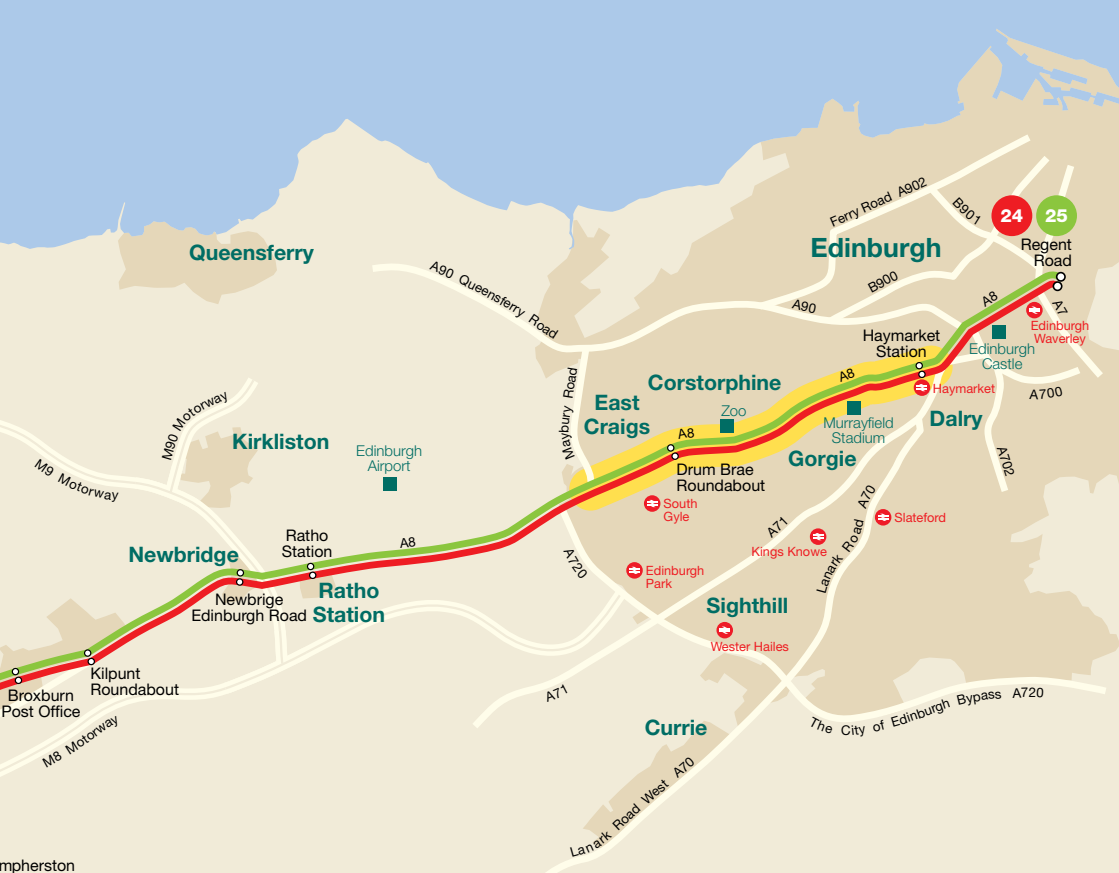 Queensferry
A90 Queensferry Road
Ferry Road A902
B901
24
25
Regent
Road
Edinburgh
B900
A90
A8
A7
Edinburgh
Waverley
Haymarket
Station
Edinburgh
Castle
A8
Haymarket
A700
Corstorphine
Zoo
East
Craigs
Maybury Road
A8
Murrayfield
Stadium
Dalry
Gorgie
Drum Brae
Roundabout
A702
M90 Motorway
Kirkliston
Edinburgh
Airport
M9 Motorway
South
Gyle
A71
A70
Lanark Road
Slateford
Kings Knowe
Ratho
Station
A8
A720
Newbridge
Edinburgh
Park
Newbrige
Edinburgh Road
Ratho
Station
Sighthill
Wester Hailes
Kilpunt
Roundabout
Broxburn
Post Office
A71
M8 Motorway
The City of Edinburgh Bypass A720
Currie
Lanark Road West A70
mpherston